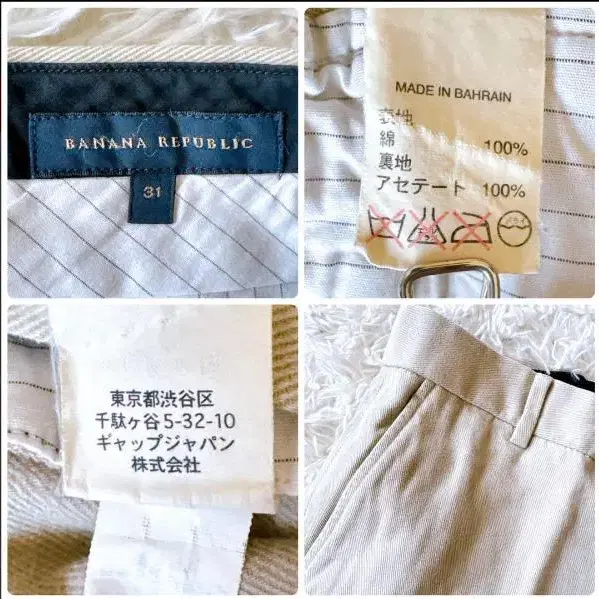 BANANA REPUBLIC
31
MADE IN BAHRAIN
表地
綿 100%
裏地
アセテート 100%
東京都渋谷区
千駄ヶ谷5-32-10
ギャップジャパン
株式会社